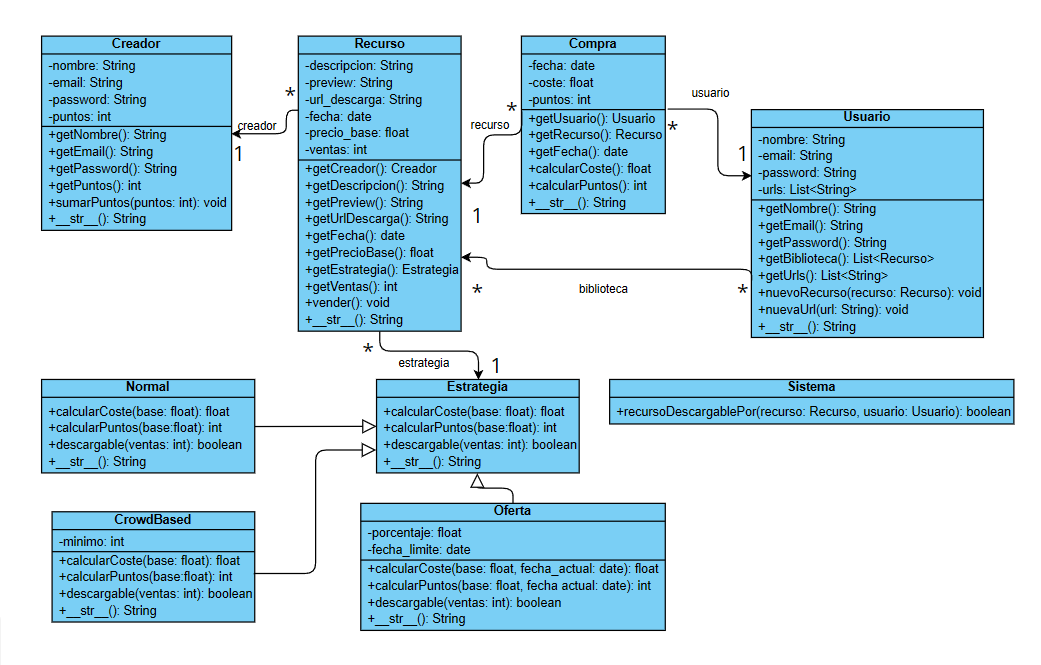 Creador
-nombre: String
-email: String
-password: String
-puntos: int
+getNombre(): String
+getEmail(): String
+getPassword(): String
+getPuntos(): int
+sumarPuntos(puntos: int): void
+__str__(): String
creador
*
1
Recurso
-descripcion: String
-preview: String
-url_descarga: String
-fecha: date
-precio_base: float
-ventas: int
+getCreador(): Creador
+getDescripcion(): String
+getPreview(): String
+getUrlDescarga(): String
+getFecha(): date
+getPrecioBase(): float
+getEstrategia(): Estrategia
+getVentas(): int
+vender(): void
+__str__(): String
recurso
*
1
Compra
-fecha: date
-coste: float
-puntos: int
+getUsuario(): Usuario
+getRecurso(): Recurso
+getFecha(): date
+calcularCoste(): float
+calcularPuntos(): int
+__str__(): String
usuario
*
1
Usuario
-nombre: String
-email: String
-password: String
-urls: List<String>
+getNombre(): String
+getEmail(): String
+getPassword(): String
+getBiblioteca(): List<Recurso>
+getUrls(): List<String>
+nuevoRecurso(recurso: Recurso): void
+nuevaUrl(url: String): void
+__str__(): String
*
biblioteca
*
*
estrategia
1
Normal
+calcularCoste(base: float): float
+calcularPuntos(base:float): int
+descargable(ventas: int): boolean
+__str__(): String
Estrategia
+calcularCoste(base: float): float
+calcularPuntos(base:float): int
+descargable(ventas: int): boolean
+__str__(): String
Sistema
+recursoDescargablePor(recurso: Recurso, usuario: Usuario): boolean
CrowdBased
-minimo: int
+calcularCoste(base: float): float
+calcularPuntos(base:float): int
+descargable(ventas: int): boolean
+__str__(): String
Oferta
-porcentaje: float
-fecha_limite: date
+calcularCoste(base: float, fecha_actual: date): float
+calcularPuntos(base: float, fecha actual: date): int
+descargable(ventas: int): boolean
+__str__(): String